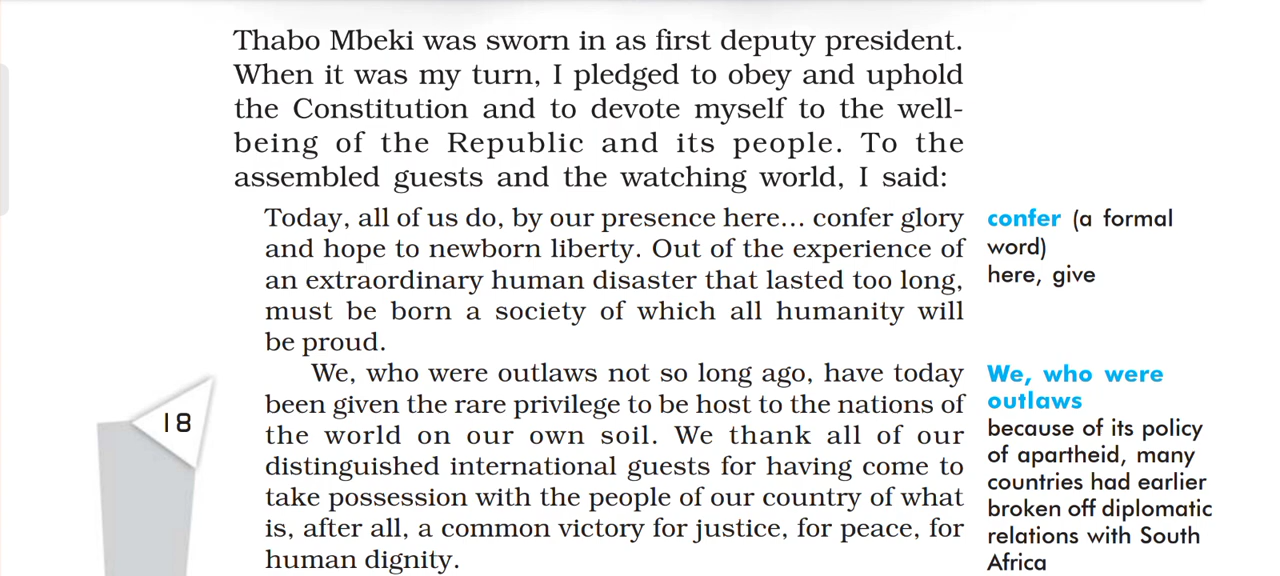 Thabo Mbeki was sworn in as first deputy president.
When it was my turn, I pledged to obey and uphold
the Constitution and to devote myself to the well-
being of the Republic and its people. To the
assembled guests and the watching world, I said:
Today, all of us do, by our presence here... confer glory
and hope to newborn liberty. Out of the experience of
an extraordinary human disaster that lasted too long,
must be born a society of which all humanity will
be proud.
We, who were outlaws not so long ago, have today
been given the rare privilege to be host to the nations of
the world on our own soil. We thank all of our
distinguished international guests for having come to
take possession with the people of our country of what
is, after all, a common victory for justice, for peace, for
human dignity.
confer (a formal
word)
here, give
We, who were
outlaws
because of its policy
of apartheid, many
countries had earlier
broken off diplomatic
relations with South
Africa
18